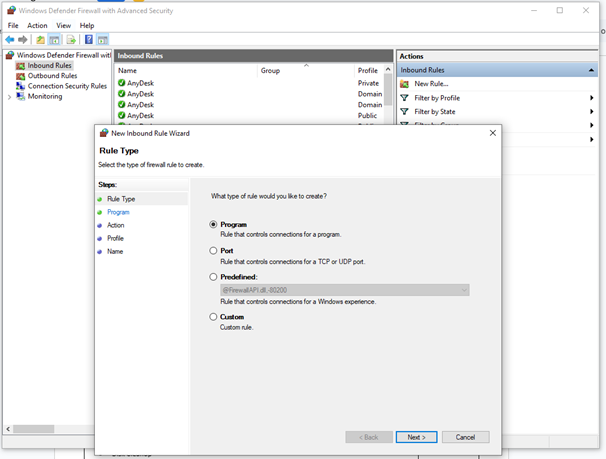 Windows Defender Firewall with Advanced Security
File Action View Help
Windows Defender Firewall with
Inbound Rules
Outbound Rules
Connection Security Rules
Monitoring
Inbound Rules
Name Group Profile
AnyDesk Private
AnyDesk Domain
AnyDesk Domain
AnyDesk Public
Actions
Inbound Rules
New Rule...
Filter by Profile
Filter by State
New Inbound Rule Wizard
Rule Type
Select the type of firewall rule to create.
Steps:
Rule Type
Program
Action
Profile
Name
What type of rule would you like to create?
Program
Rule that controls connections for a program.
Port
Rule that controls connections for a TCP or UDP port.
Predefined:
@FirewallAPI.dll,-80200
Rule that controls connections for a Windows experience.
Custom
Custom rule.
< Back Next > Cancel